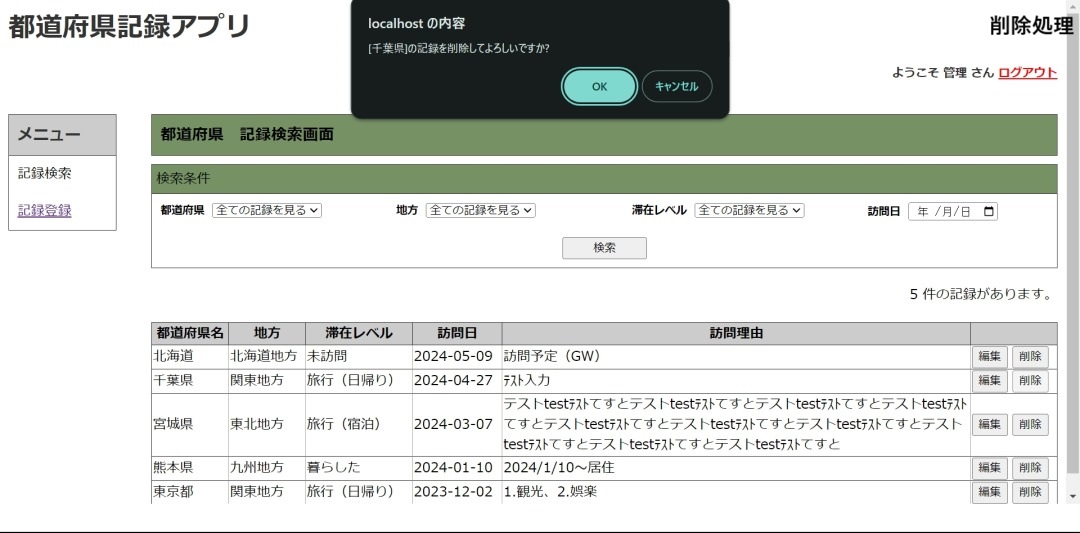 都道府県記録アプリ
localhost の内容
[千葉県]の記録を削除してよろしいですか?
OK キャンセル
削除処理
ようこそ 管理 さん ログアウト
メニュー
記録検索
記録登録
都道府県 記録検索画面
検索条件
都道府県 全ての記録を見る 地方 全ての記録を見る 滞在レベル 全ての記録を見る 訪問日 年 /月/日
検索
5 件の記録があります。
都道府県名 地方 滞在レベル 訪問日 訪問理由
北海道 北海道地方 未訪問 2024-05-09 訪問予定（GW） 編集 削除
千葉県 関東地方 旅行（日帰り） 2024-04-27 ﾃｽﾄ入力 編集 削除
宮城県 東北地方 旅行（宿泊） 2024-03-07 テストtestﾃｽﾄてすとテストtestﾃｽﾄてすとテストtestﾃｽﾄてすとテストtestﾃｽﾄ
てすとテストtestﾃｽﾄてすとテストtestﾃｽﾄてすとテストtestﾃｽﾄてすとテスト
testﾃｽﾄてすとテストtestﾃｽﾄてすとテストtestﾃｽﾄてすと 編集 削除
熊本県 九州地方 暮らした 2024-01-10 2024/1/10～居住 編集 削除
東京都 関東地方 旅行（日帰り） 2023-12-02 1.観光、2.娯楽 編集 削除